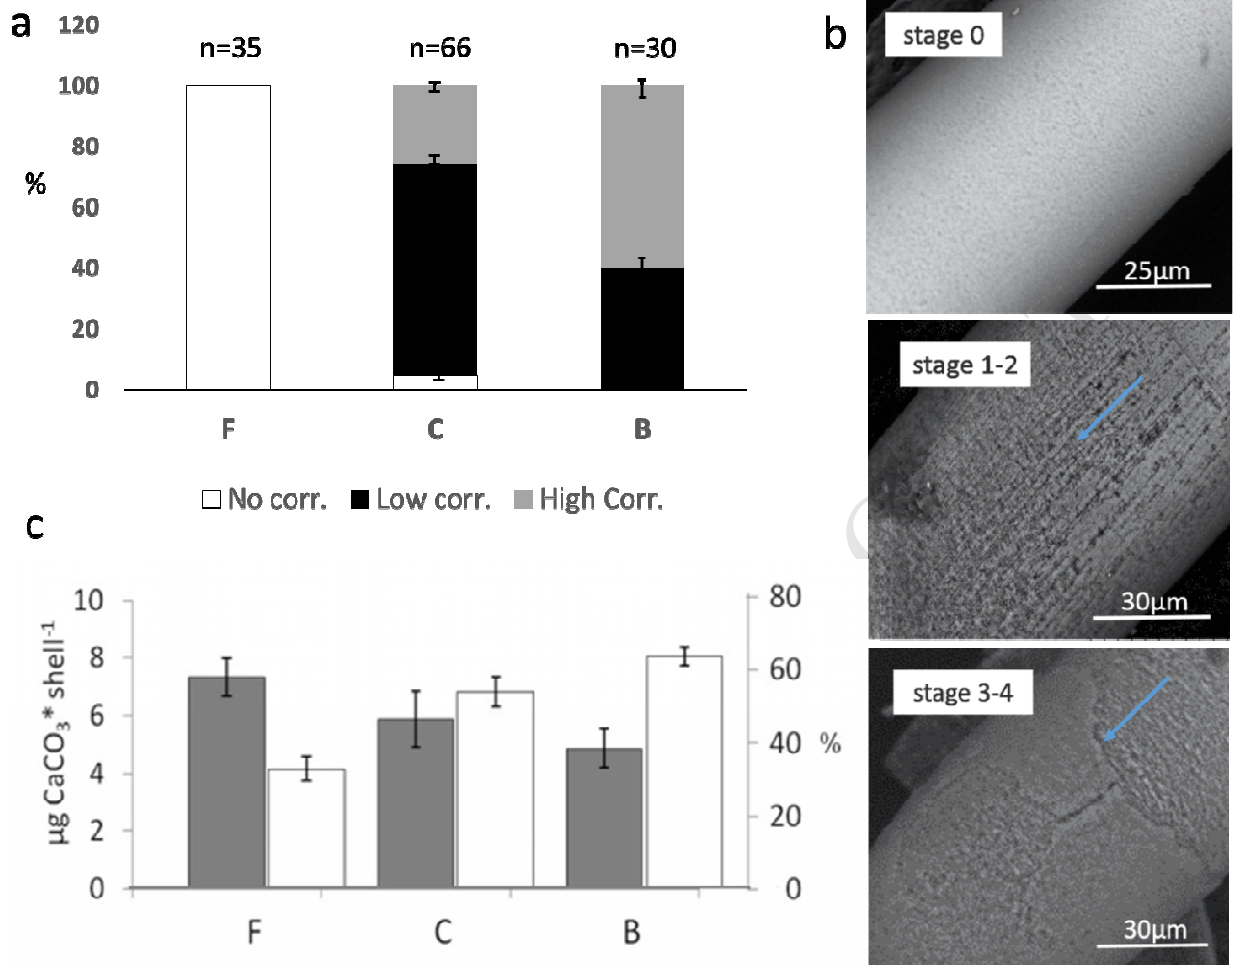 a
120
n=35 n=66 n=30
100
80
%
60
40
20
0
F C B
No corr. Low corr. High Corr.
b
stage 0
25µm
stage 1-2
30µm
stage 3-4
30µm
c
µg CaCO3* shell-1
10
8
6
4
2
0
80
60
40
20
0
%
F C B